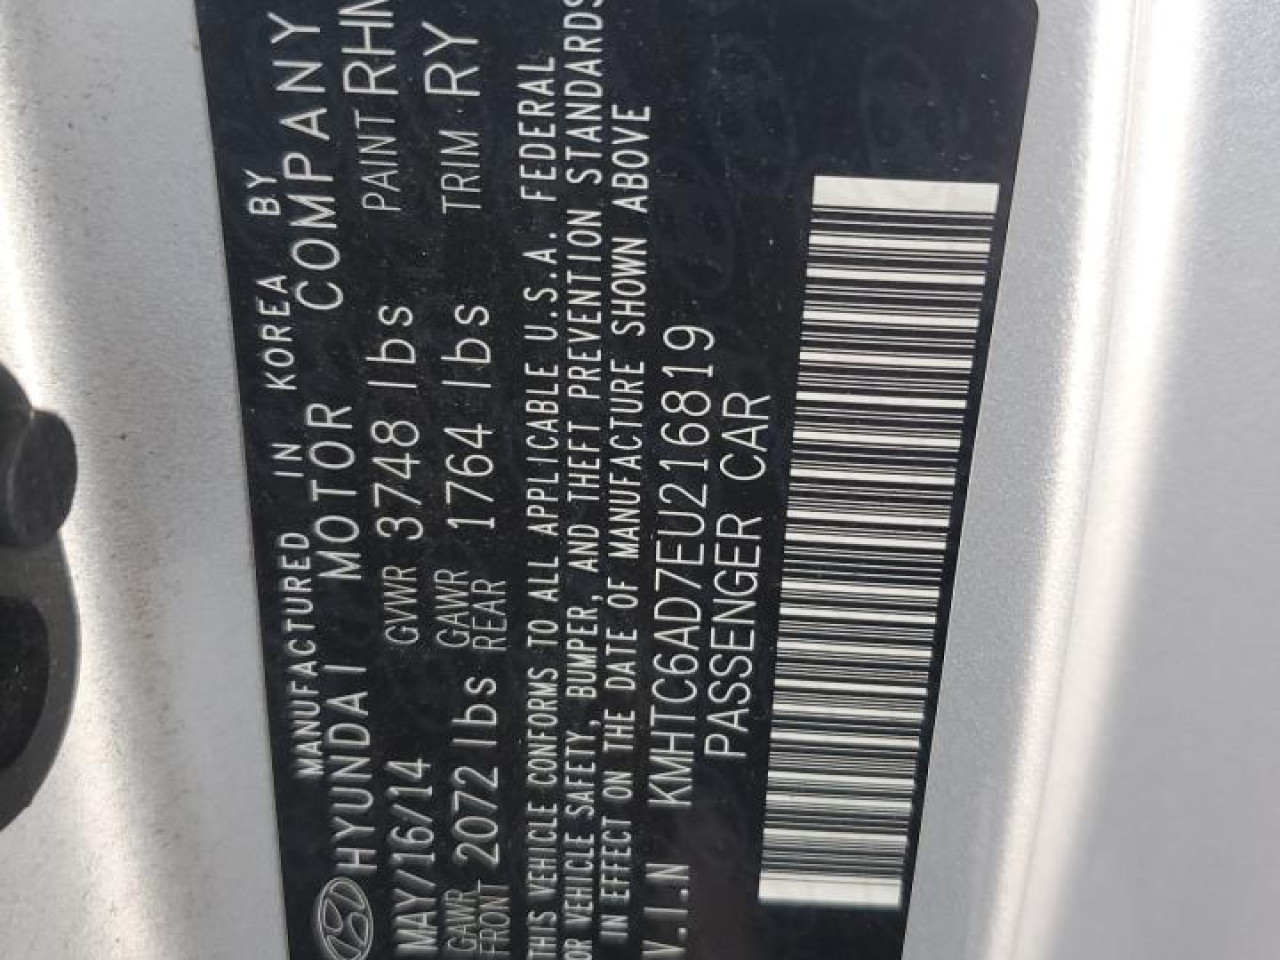 MANUFACTURED IN KOREA BY
HYUNDAI MOTOR COMPANY
MAY/16/14 GVWR 3748 lbs PAINT RHM
GAWR FRONT 2072 lbs GAWR REAR 1764 lbs TRIM RY
THIS VEHICLE CONFORMS TO ALL APPLICABLE U.S.A. FEDERAL
OR VEHICLE SAFETY, BUMPER, AND THEFT PREVENTION STANDARDS
IN EFFECT ON THE DATE OF MANUFACTURE SHOWN ABOVE
V.I.N KMHTC6AD7EU216819
PASSENGER CAR